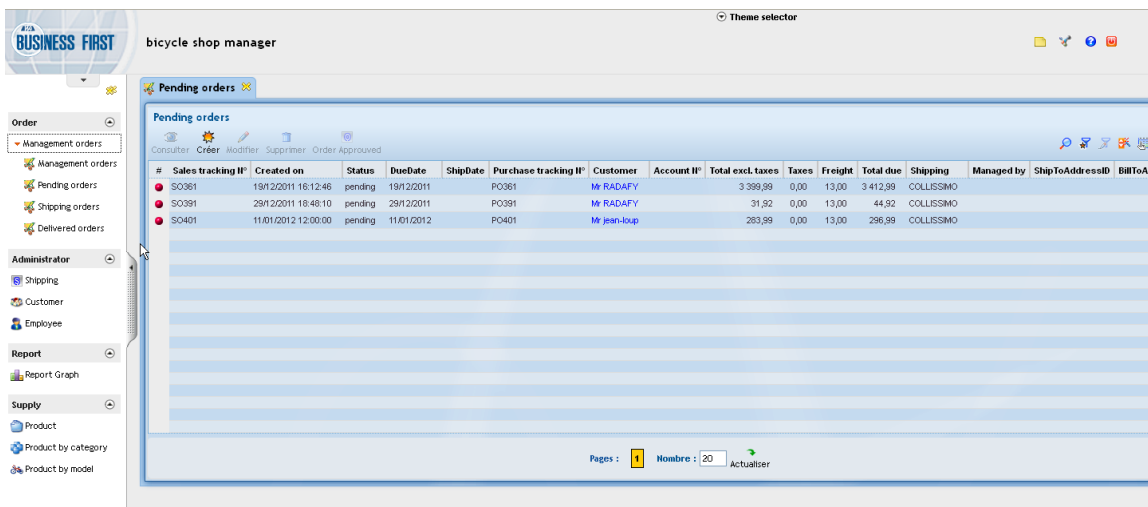 Theme selector
BUSINESS FIRST
bicycle shop manager
Pending orders
Order
Management orders
Management orders
Pending orders
Shipping orders
Delivered orders
Administrator
Shipping
Customer
Employee
Report
Report Graph
Supply
Product
Product by category
Product by model
Pending orders
Consulter Créer Modifier Supprimer Order Approuved
# Sales tracking N° Created on Status DueDate ShipDate Purchase tracking N° Customer Account N° Total excl. taxes Taxes Freight Total due Shipping Managed by ShipToAddressID BillToA
SO361 19/12/2011 16:12:46 pending 19/12/2011 PO361 Mr RADAFY 3 399,99 0,00 13,00 3 412,99 COLLISSIMO
SO391 29/12/2011 18:48:10 pending 29/12/2011 PO391 Mr RADAFY 31,92 0,00 13,00 44,92 COLLISSIMO
SO401 11/01/2012 12:00:00 pending 11/01/2012 PO401 Mr jean-loup 283,99 0,00 13,00 296,99 COLLISSIMO
Pages : 1 Nombre : 20 Actualiser